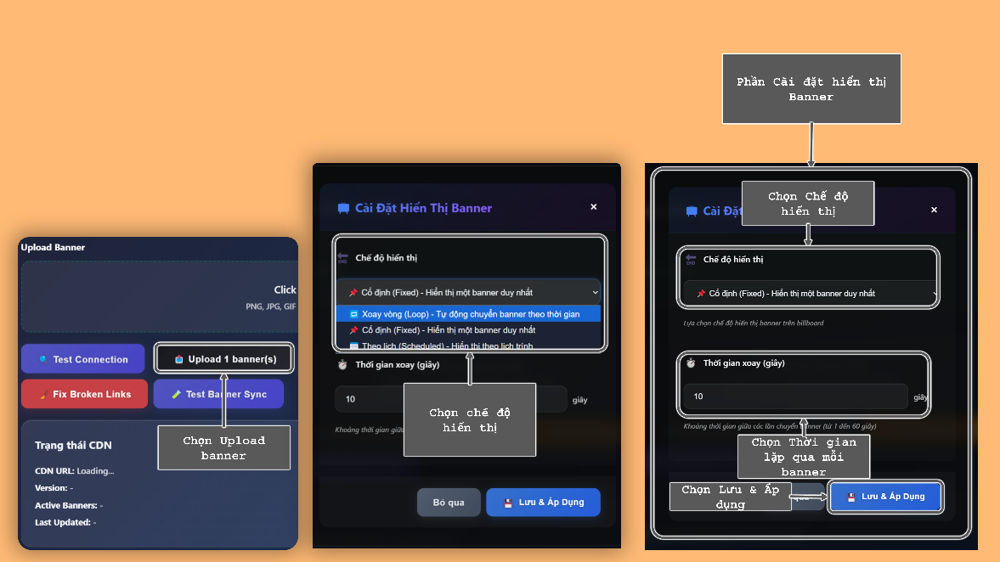 Phần Cài đặt hiển thị
Banner
Upload Banner
Click
PNG, JPG, GIF
Test Connection
Upload 1 banner(s)
Fix Broken Links
Test Banner Sync
Chọn Upload
banner
Trạng thái CDN
CDN URL: Loading...
Version: -
Active Banners: -
Last Updated: -
Cài Đặt Hiển Thị Banner
×
END
Chế độ hiển thị
Cố định (Fixed) - Hiển thị một banner duy nhất
Xoay vòng (Loop) - Tự động chuyển banner theo thời gian
Cố định (Fixed) - Hiển thị một banner duy nhất
Theo lịch (Scheduled) - Hiển thị theo lịch trình
Thời gian xoay (giây)
10
giây
Khoảng thời gian giữa
Chọn chế độ
hiển thị
Bỏ qua
Lưu & Áp Dụng
Cài Đặt
Chọn Chế độ
hiển thị
×
END
Chế độ hiển thị
Cố định (Fixed) - Hiển thị một banner duy nhất
Lựa chọn chế độ hiển thị banner trên billboard
Thời gian xoay (giây)
10
giây
Khoảng thời gian giữa các lần chuyển banner (từ 1 đến 60 giây)
Chọn Thời gian
lặp qua mỗi
banner
Chọn Lưu & Áp
dụng
Lưu & Áp Dụng